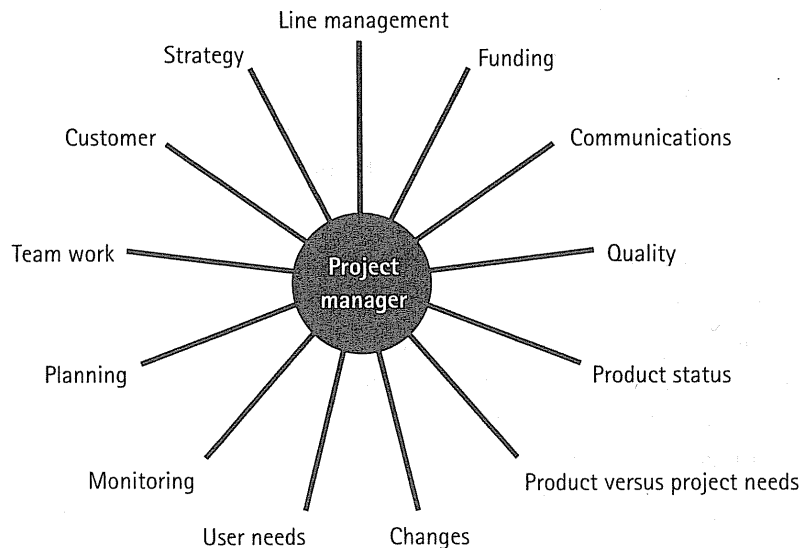 Line management
Strategy
Funding
Customer
Communications
Team work
Quality
Project
manager
Planning
Product status
Monitoring
Product versus project needs
User needs
Changes